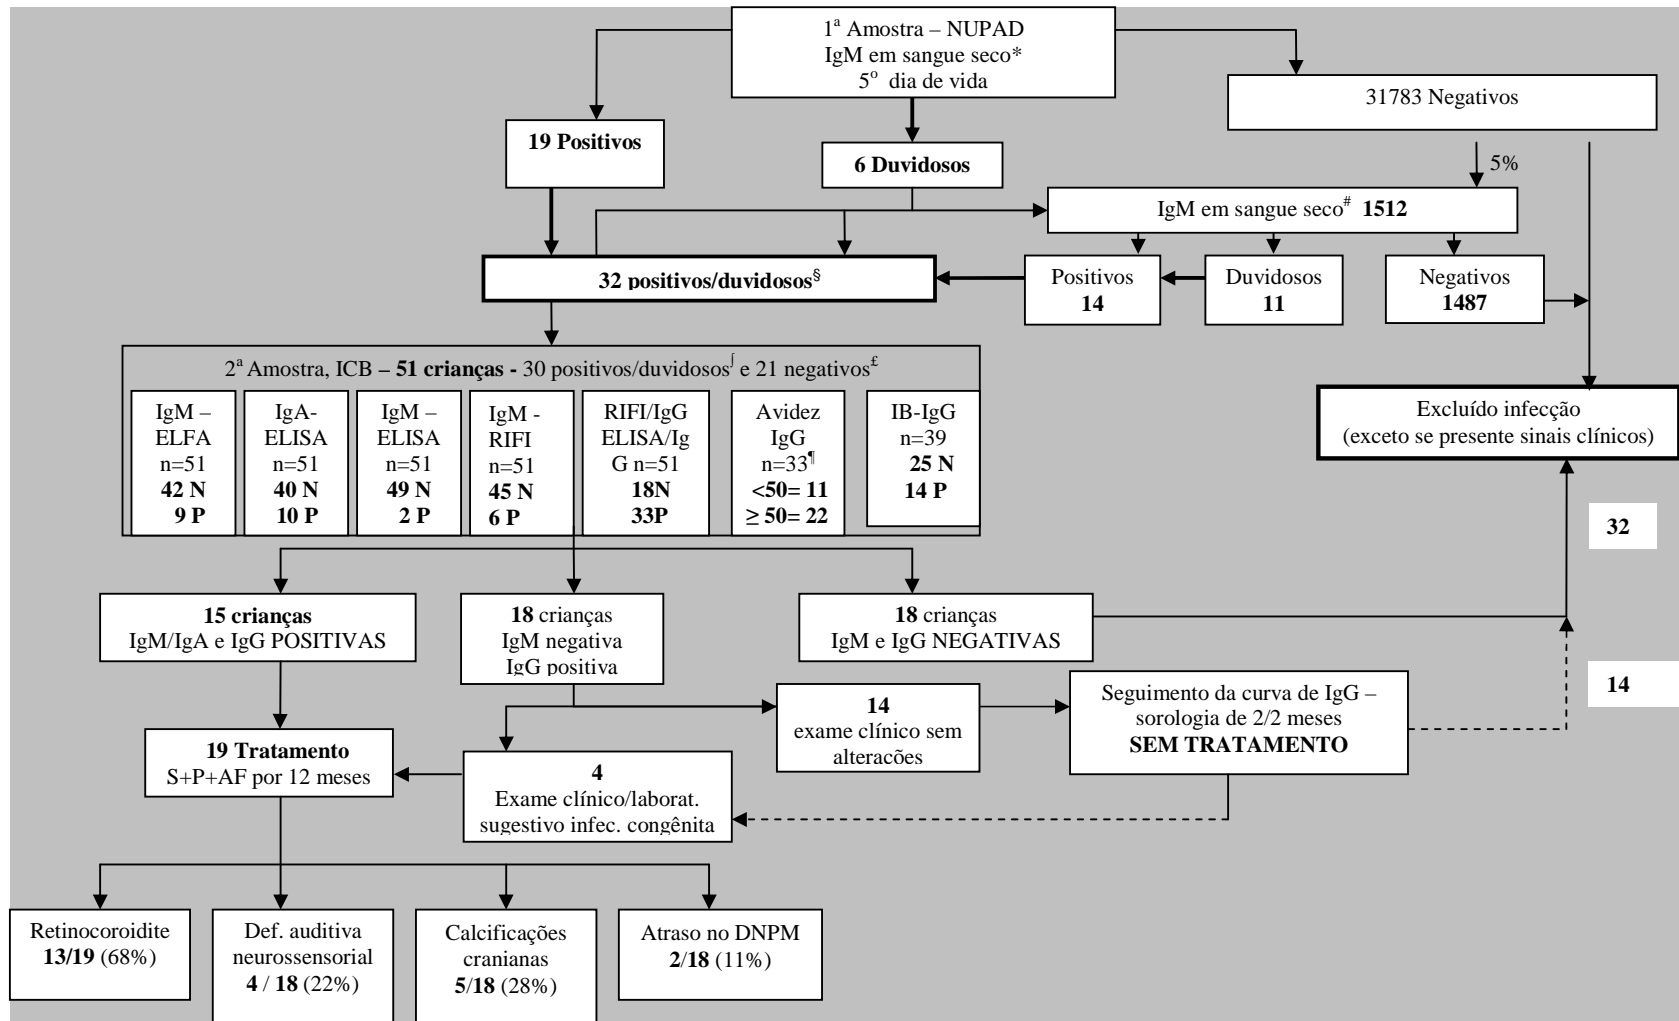 1ª Amostra – NUPAD
IgM em sangue seco*
5º dia de vida
31783 Negativos
19 Positivos
6 Duvidosos
5%
IgM em sangue seco# 1512
32 positivos/duvidosos§
Positivos
14
Duvidosos
11
Negativos
1487
2ª Amostra, ICB – 51 crianças - 30 positivos/duvidosos⌠ e 21 negativos£
IgM –
ELFA
n=51
42 N
9 P
IgA-
ELISA
n=51
40 N
10 P
IgM –
ELISA
n=51
49 N
2 P
IgM -
RIFI
n=51
45 N
6 P
RIFI/IgG
ELISA/Ig
G n=51
18N
33P
Avidez
IgG
n=33¶
<50= 11
≥ 50= 22
IB-IgG
n=39
25 N
14 P
Excluído infecção
(exceto se presente sinais clínicos)
32
15 crianças
IgM/IgA e IgG POSITIVAS
18 crianças
IgM negativa
IgG positiva
18 crianças
IgM e IgG NEGATIVAS
14
14
exame clínico sem
alterações
Seguimento da curva de IgG –
sorologia de 2/2 meses
SEM TRATAMENTO
19 Tratamento
S+P+AF por 12 meses
4
Exame clínico/laborat.
sugestivo infec. congênita
Retinocoroidite
13/19 (68%)
Def. auditiva
neurossensorial
4 / 18 (22%)
Calcificações
cranianas
5/18 (28%)
Atraso no DNPM
2/18 (11%)